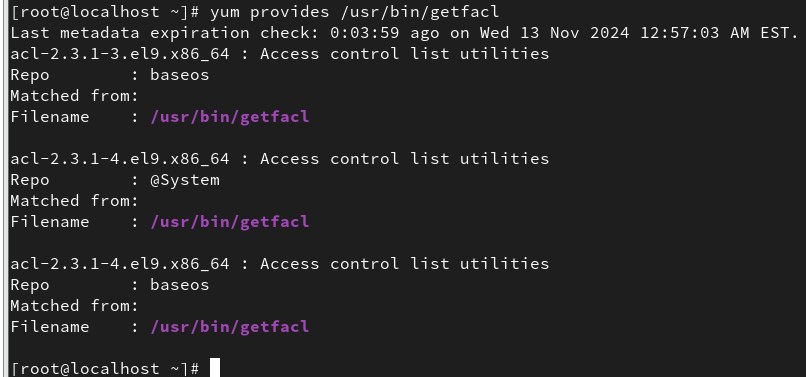 [root@localhost ~]# yum provides /usr/bin/getfacl
Last metadata expiration check: 0:03:59 ago on Wed 13 Nov 2024 12:57:03 AM EST.
acl-2.3.1-3.el9.x86_64 : Access control list utilities
Repo        : baseos
Matched from:
Filename    : /usr/bin/getfacl

acl-2.3.1-4.el9.x86_64 : Access control list utilities
Repo        : @System
Matched from:
Filename    : /usr/bin/getfacl

acl-2.3.1-4.el9.x86_64 : Access control list utilities
Repo        : baseos
Matched from:
Filename    : /usr/bin/getfacl

[root@localhost ~]#